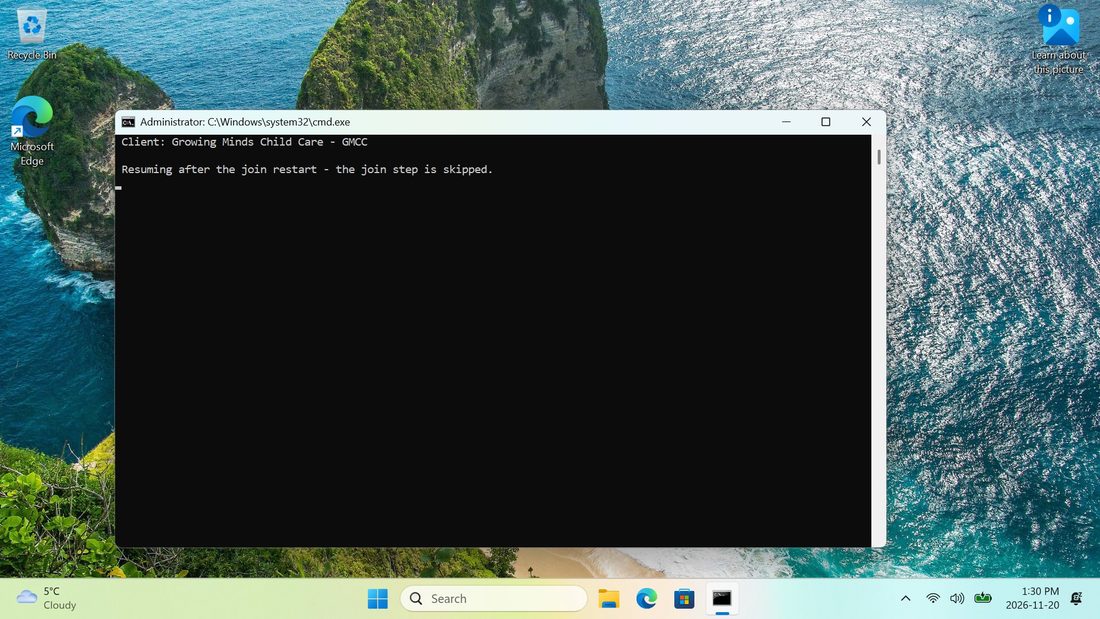 Recycle Bin
Learn about
this picture
Microsoft
Edge
Administrator: C:\Windows\system32\cmd.exe
Client: Growing Minds Child Care - GMCC
Resuming after the join restart - the join step is skipped.
5°C
Cloudy
Search
1:30 PM
2026-11-20